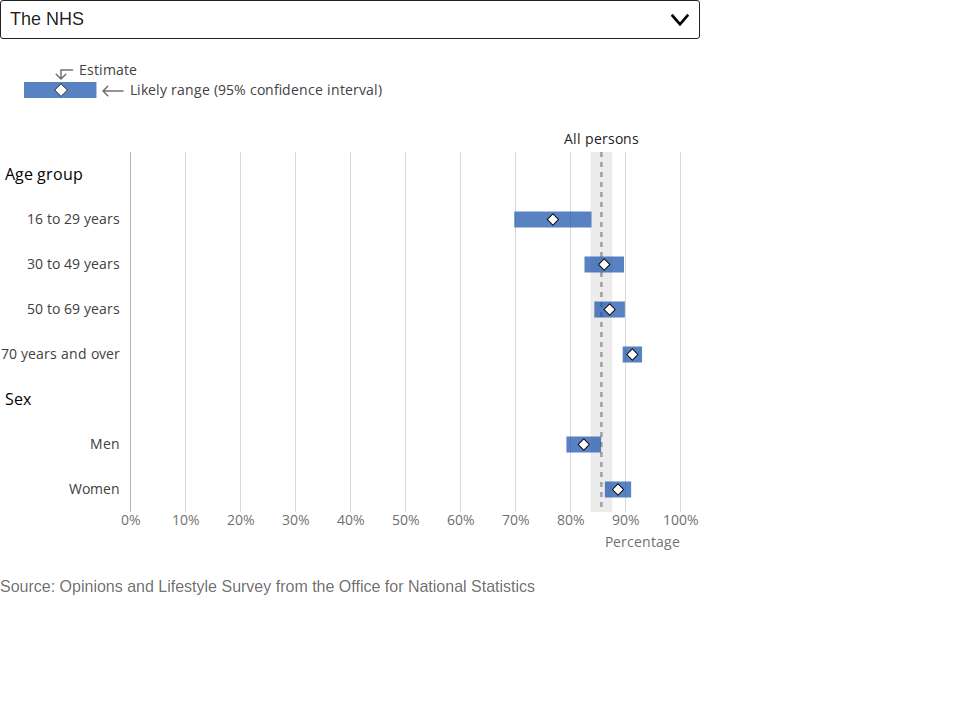 The NHS
Estimate
Likely range (95% confidence interval)
All persons
Age group
16 to 29 years
30 to 49 years
50 to 69 years
70 years and over
Sex
Men
Women
0% 10% 20% 30% 40% 50% 60% 70% 80% 90% 100%
Percentage
Source: Opinions and Lifestyle Survey from the Office for National Statistics